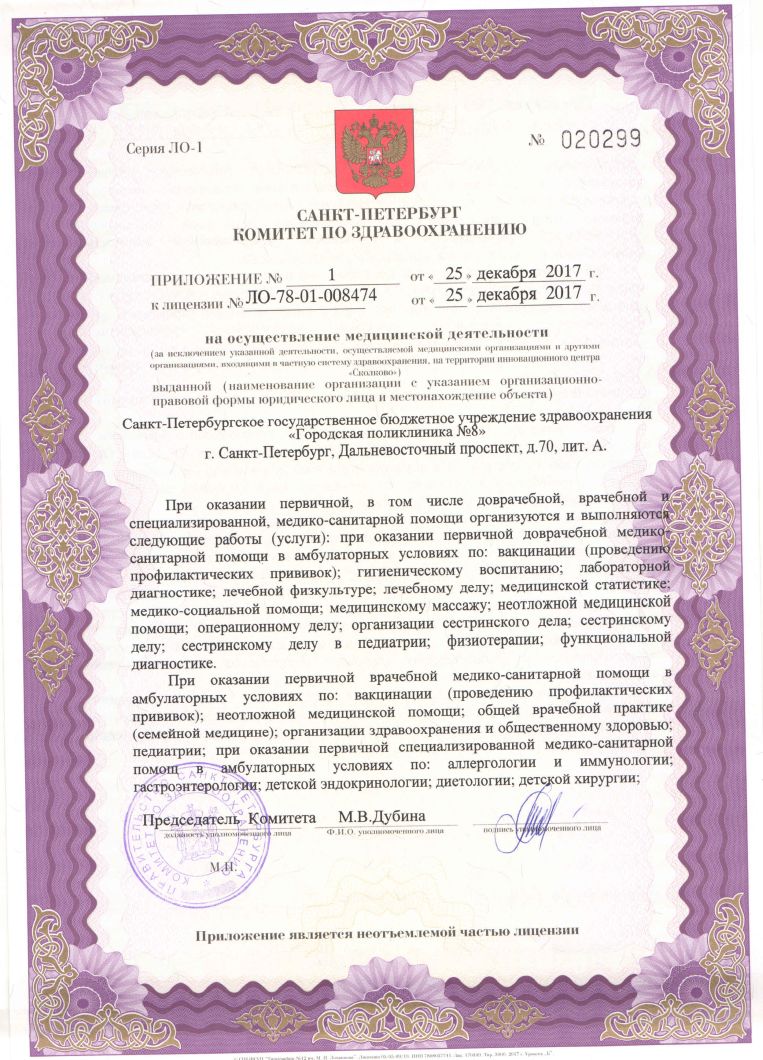 Серия ЛО-1
№ 020299
САНКТ-ПЕТЕРБУРГ
КОМИТЕТ ПО ЗДРАВООХРАНЕНИЮ
ПРИЛОЖЕНИЕ № 1 от « 25 » декабря 2017 г.
к лицензии № ЛО-78-01-008474 от « 25 » декабря 2017 г.
на осуществление медицинской деятельности
(за исключением указанной деятельности, осуществляемой медицинскими организациями и другими
организациями, входящими в частную систему здравоохранения, на территории инновационного центра
«Сколково»)
выданной (наименование организации с указанием организационно-
правовой формы юридического лица и местонахождение объекта)
Санкт-Петербургское государственное бюджетное учреждение здравоохранения
«Городская поликлиника №8»
г. Санкт-Петербург, Дальневосточный проспект, д.70, лит. А.
При оказании первичной, в том числе доврачебной, врачебной и
специализированной, медико-санитарной помощи организуются и выполняются
следующие работы (услуги): при оказании первичной доврачебной медико-
санитарной помощи в амбулаторных условиях по: вакцинации (проведению
профилактических прививок); гигиеническому воспитанию; лабораторной
диагностике; лечебной физкультуре; лечебному делу; медицинской статистике;
медико-социальной помощи; медицинскому массажу; неотложной медицинской
помощи; операционному делу; организации сестринского дела; сестринскому
делу; сестринскому делу в педиатрии; физиотерапии; функциональной
диагностике.
При оказании первичной врачебной медико-санитарной помощи в
амбулаторных условиях по: вакцинации (проведению профилактических
прививок); неотложной медицинской помощи; общей врачебной практике
(семейной медицине); организации здравоохранения и общественному здоровью;
педиатрии; при оказании первичной специализированной медико-санитарной
помощ в амбулаторных условиях по: аллергологии и иммунологии;
гастроэнтерологии; детской эндокринологии; диетологии; детской хирургии;
Председатель Комитета М.В.Дубина
должность уполномоченного лица Ф.И.О. уполномоченного лица подпись уполномоченного лица
ПРАВИТЕЛЬСТВО САНКТ-ПЕТЕРБУРГА
КОМИТЕТ ПО ЗДРАВООХРАНЕНИЮ
М.П.
Приложение является неотъемлемой частью лицензии